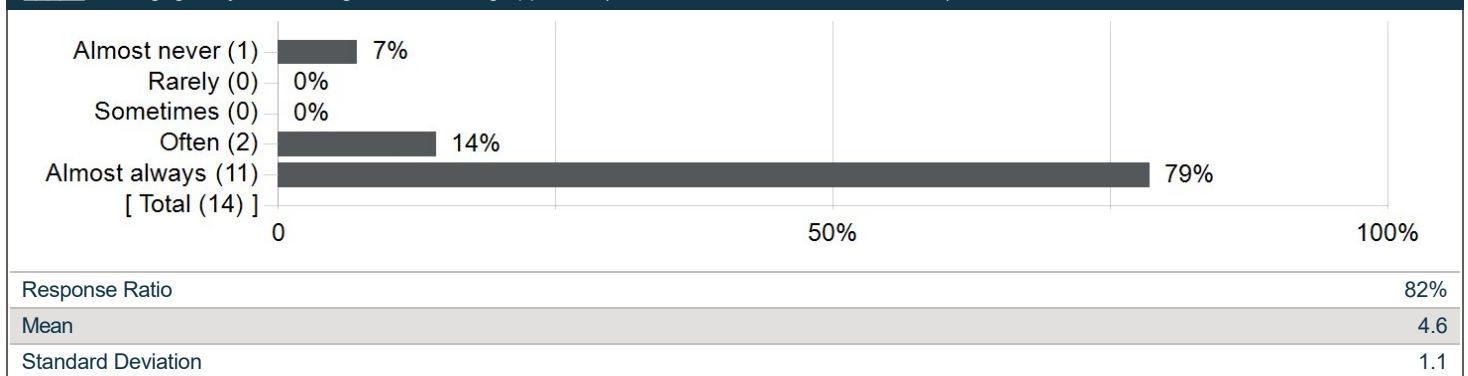 Almost never (1) 7%
Rarely (0) 0%
Sometimes (0) 0%
Often (2) 14%
Almost always (11) 79%
[ Total (14) ]
0 50% 100%
Response Ratio 82%
Mean 4.6
Standard Deviation 1.1